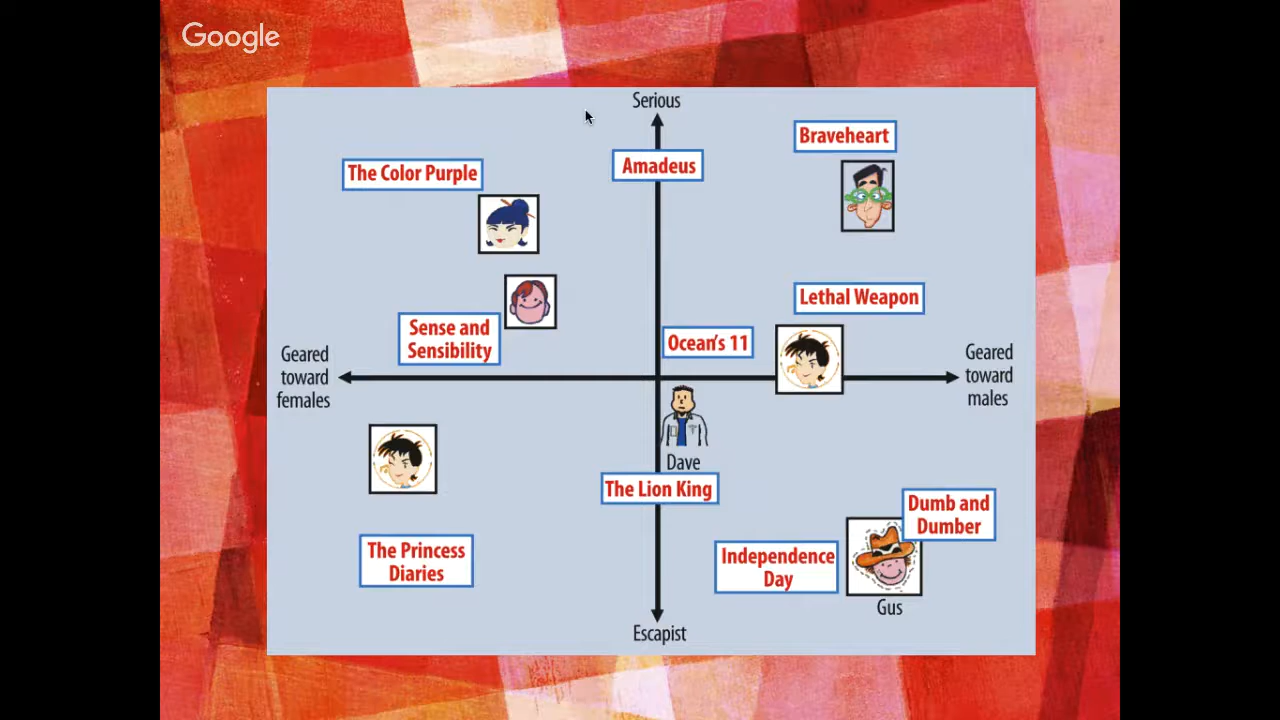 Google
Serious
Braveheart
Amadeus
The Color Purple
Lethal Weapon
Sense and
Sensibility
Ocean's 11
Geared
toward
females
Geared
toward
males
Dave
The Lion King
Dumb and
Dumber
The Princess
Diaries
Independence
Day
Gus
Escapist